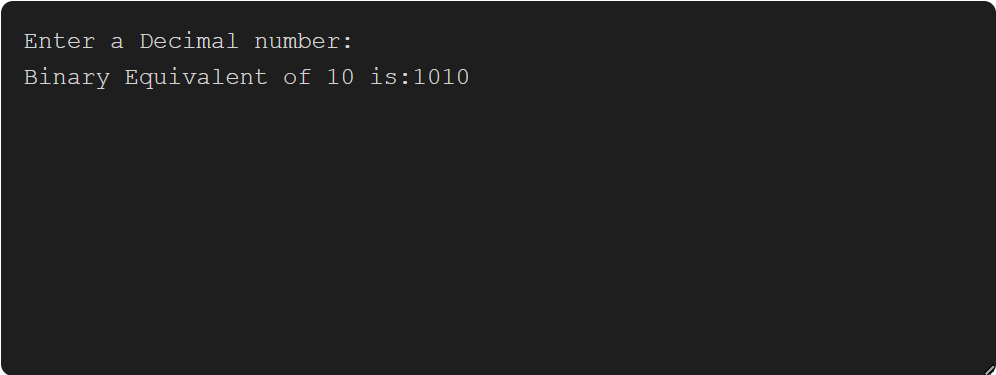 Enter a Decimal number:
Binary Equivalent of 10 is:1010